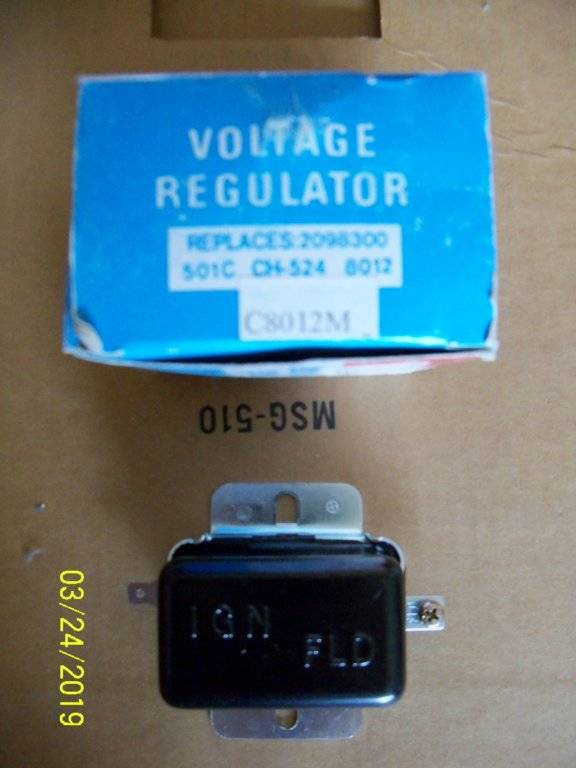 VOLTAGE
REGULATOR
REPLACES:2098300
501C CH-524 8012
C8012M
MSG-510
IGN
FLD
03/24/2019